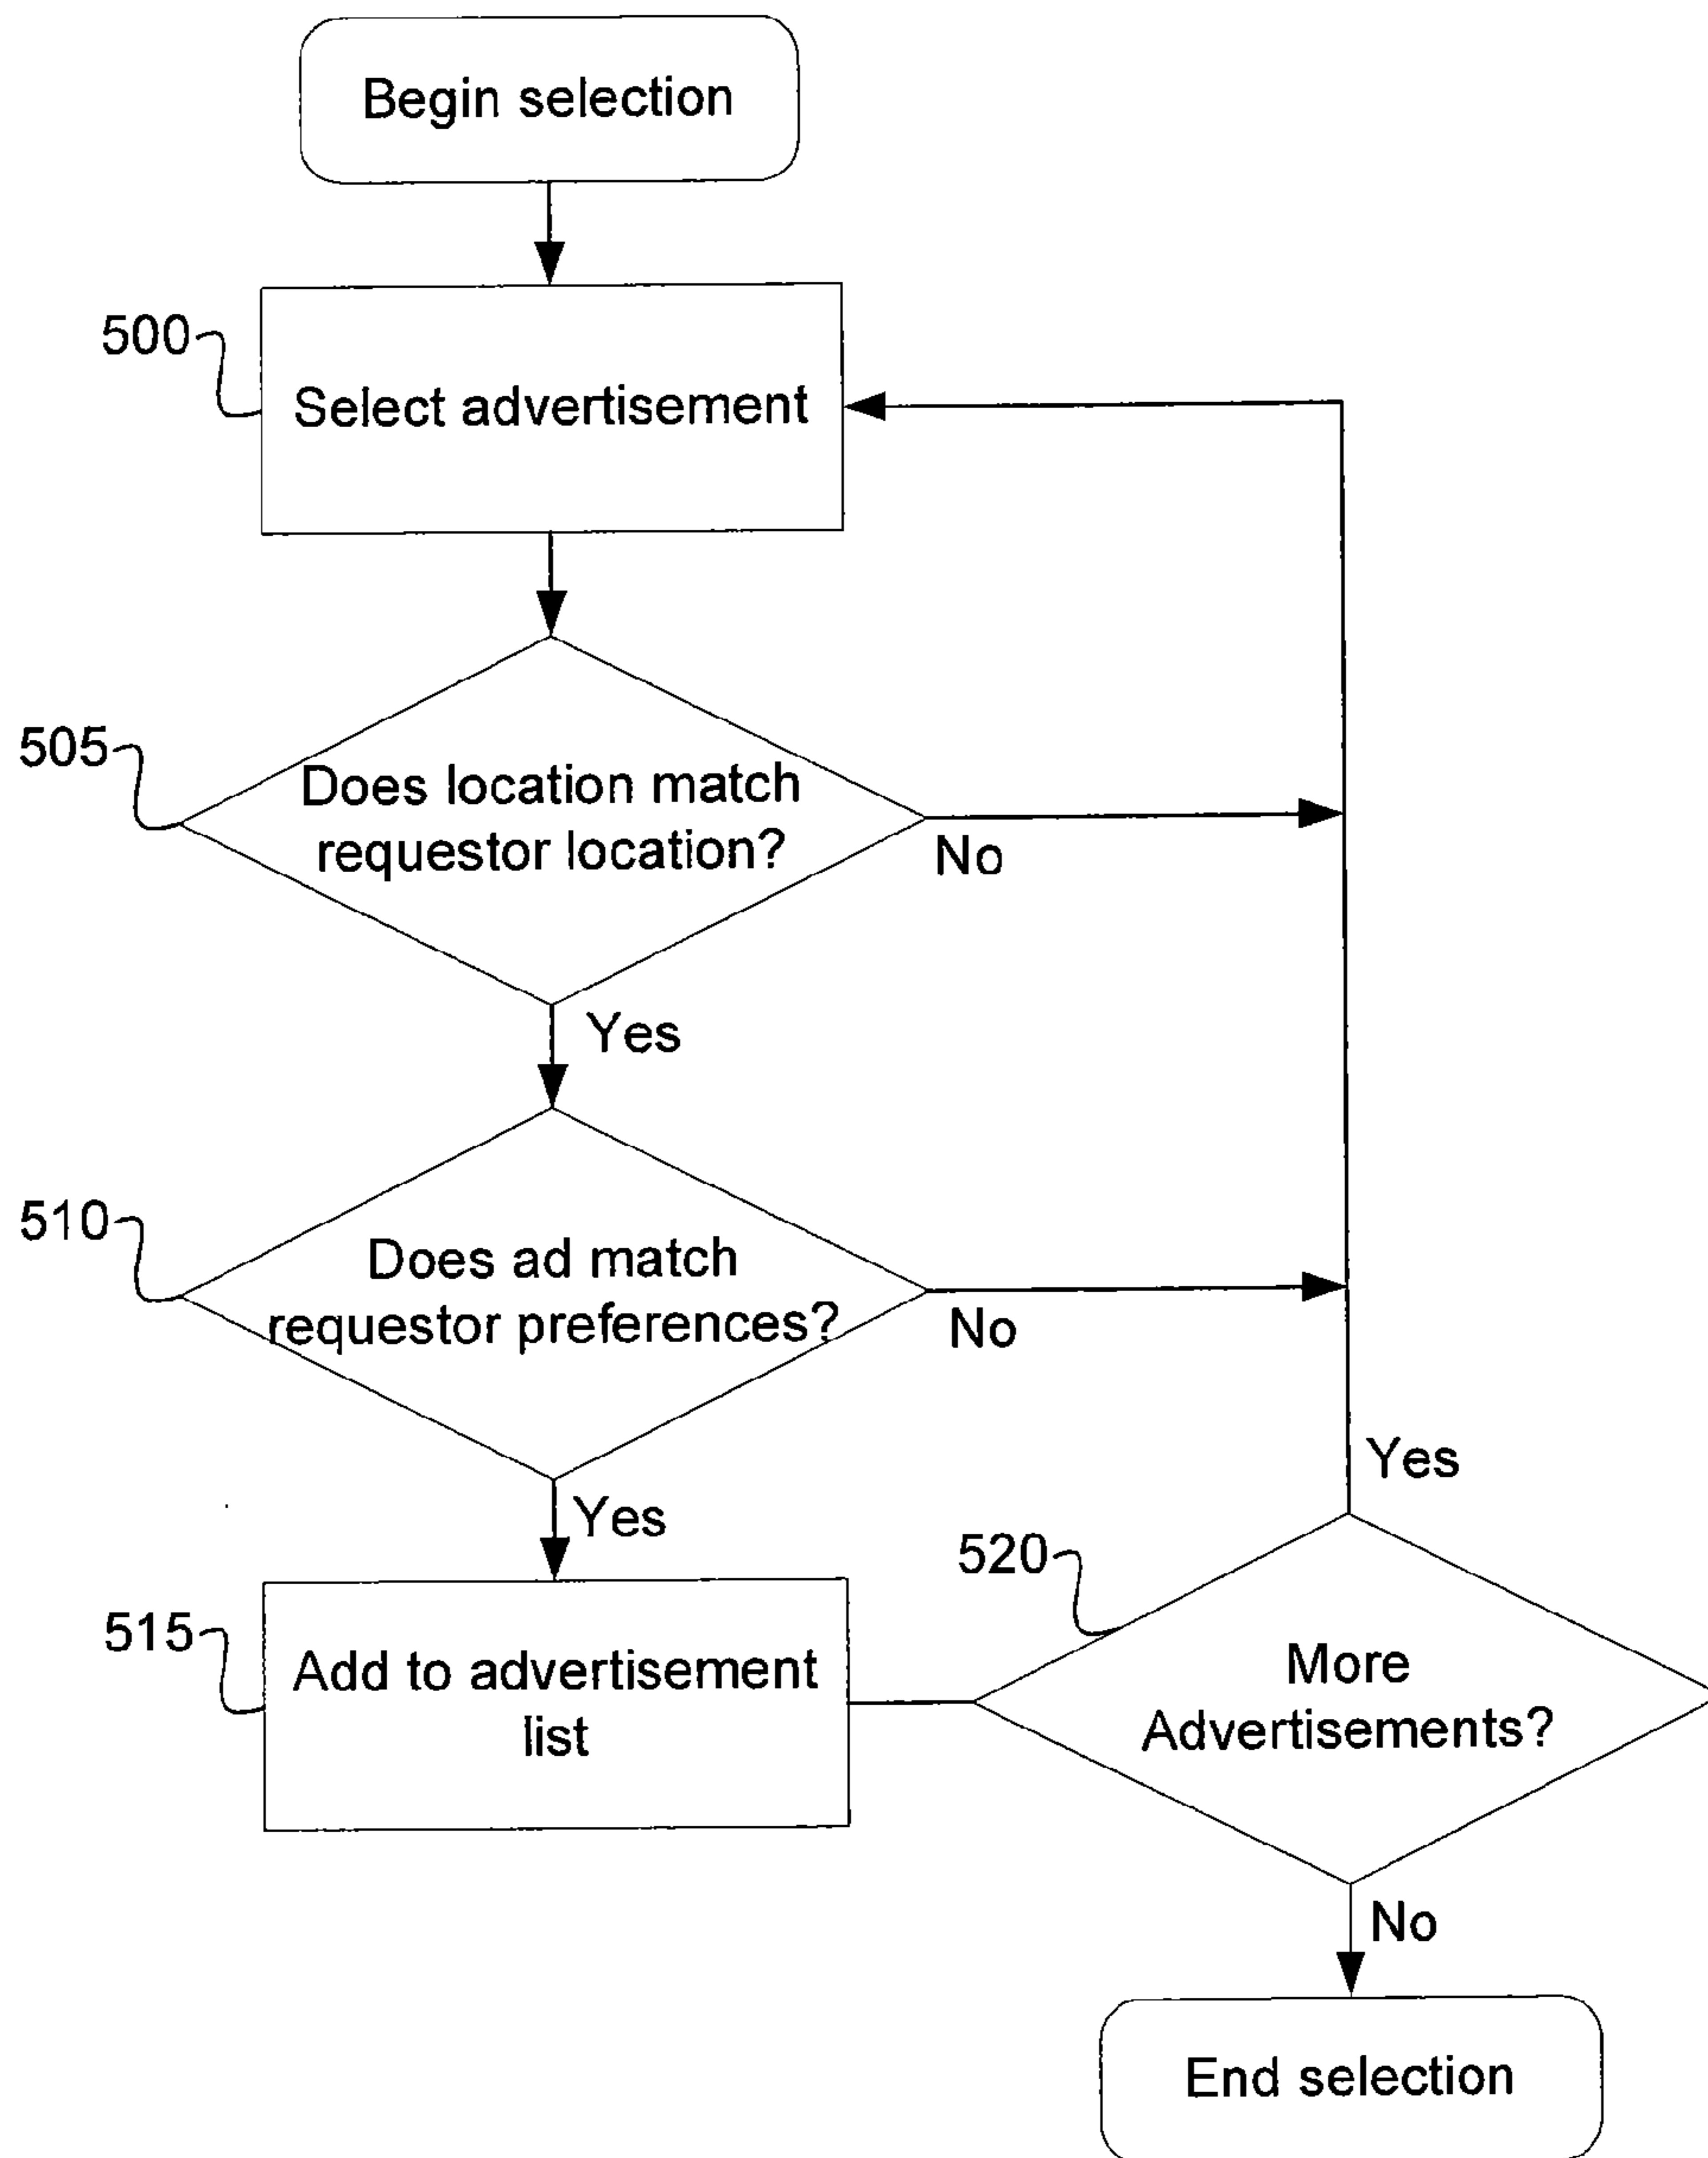 Begin selection
500
Select advertisement
505
Does location match
requestor location?
No
Yes
510
Does ad match
requestor preferences?
No
Yes
Yes
520
515
Add to advertisement
list
More
Advertisements?
No
End selection